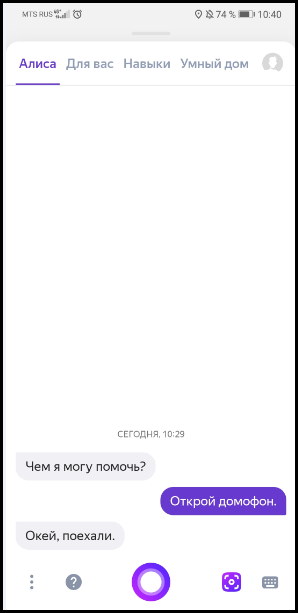 MTS RUS 74 % 10:40
Алиса Для вас Навыки Умный дом
СЕГОДНЯ, 10:29
Чем я могу помочь?
Открой домофон.
Окей, поехали.
?